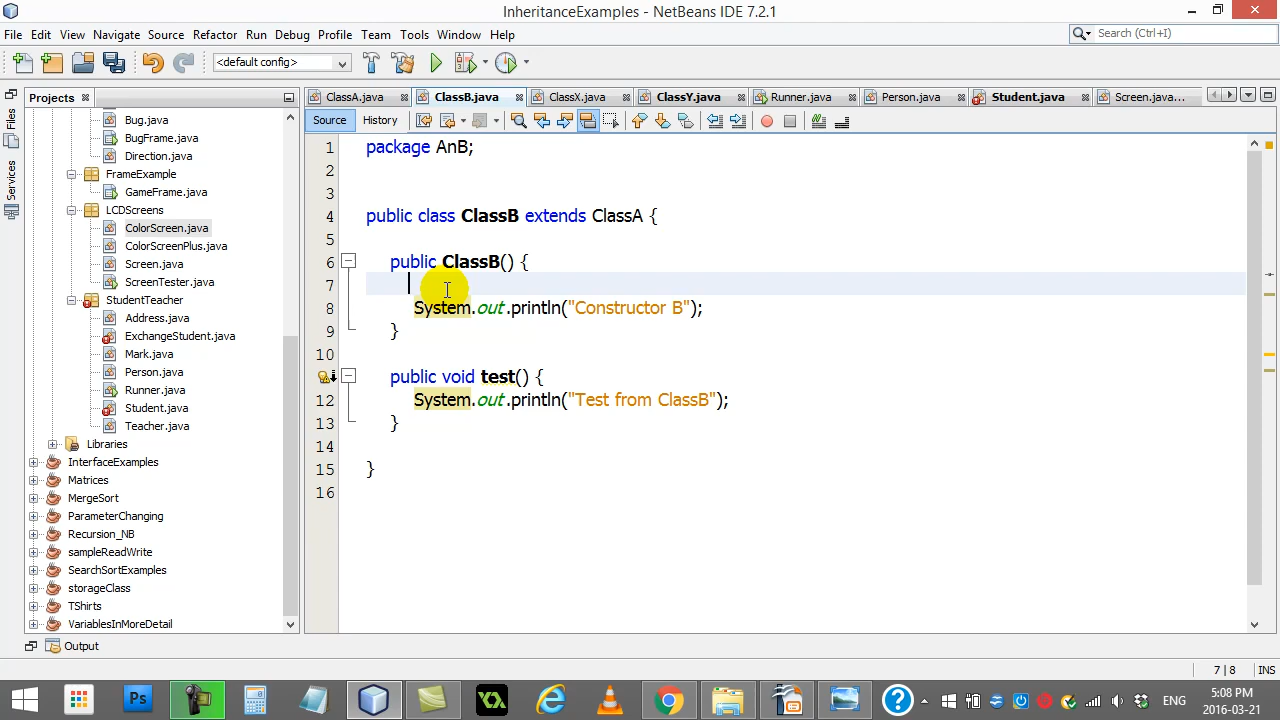 InheritanceExamples - NetBeans IDE 7.2.1
File Edit View Navigate Source Refactor Run Debug Profile Team Tools Window Help
Search (Ctrl+I)
<default config>
Files
Services
Projects
Bug.java
BugFrame.java
Direction.java
FrameExample
GameFrame.java
LCDScreens
ColorScreen.java
ColorScreenPlus.java
Screen.java
ScreenTester.java
StudentTeacher
Address.java
ExchangeStudent.java
Mark.java
Person.java
Runner.java
Student.java
Teacher.java
Libraries
InterfaceExamples
Matrices
MergeSort
ParameterChanging
Recursion_NB
sampleReadWrite
SearchSortExamples
storageClass
TShirts
VariablesInMoreDetail
ClassA.java ClassB.java ClassX.java ClassY.java Runner.java Person.java Student.java Screen.java...
Source History
1 package AnB;
2
3
4 public class ClassB extends ClassA {
5
6 public ClassB() {
7
8 System.out.println("Constructor B");
9 }
10
public void test() {
12 System.out.println("Test from ClassB");
13 }
14
15 }
16
Output
7 | 8 INS
Ps
ENG
5:08 PM
2016-03-21